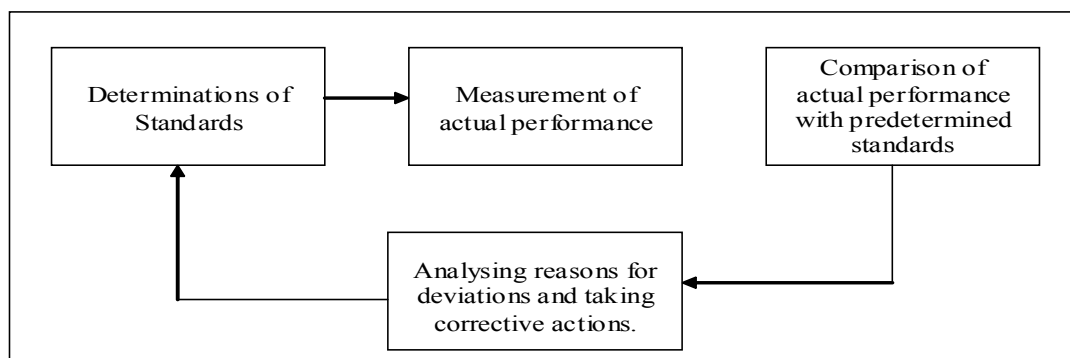 Determinations of
Standards
Measurement of
actual performance
Comparison of
actual performance
with predetermined
standards
Analysing reasons for
deviations and taking
corrective actions.